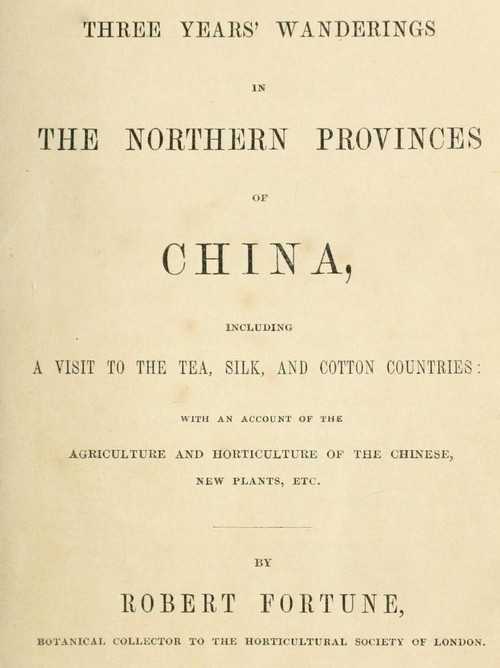 THREE YEARS' WANDERINGS
IN
THE NORTHERN PROVINCES
OF
CHINA,
INCLUDING
A VISIT TO THE TEA, SILK, AND COTTON COUNTRIES:
WITH AN ACCOUNT OF THE
AGRICULTURE AND HORTICULTURE OF THE CHINESE,
NEW PLANTS, ETC.
BY
ROBERT FORTUNE,
BOTANICAL COLLECTOR TO THE HORTICULTURAL SOCIETY OF LONDON.